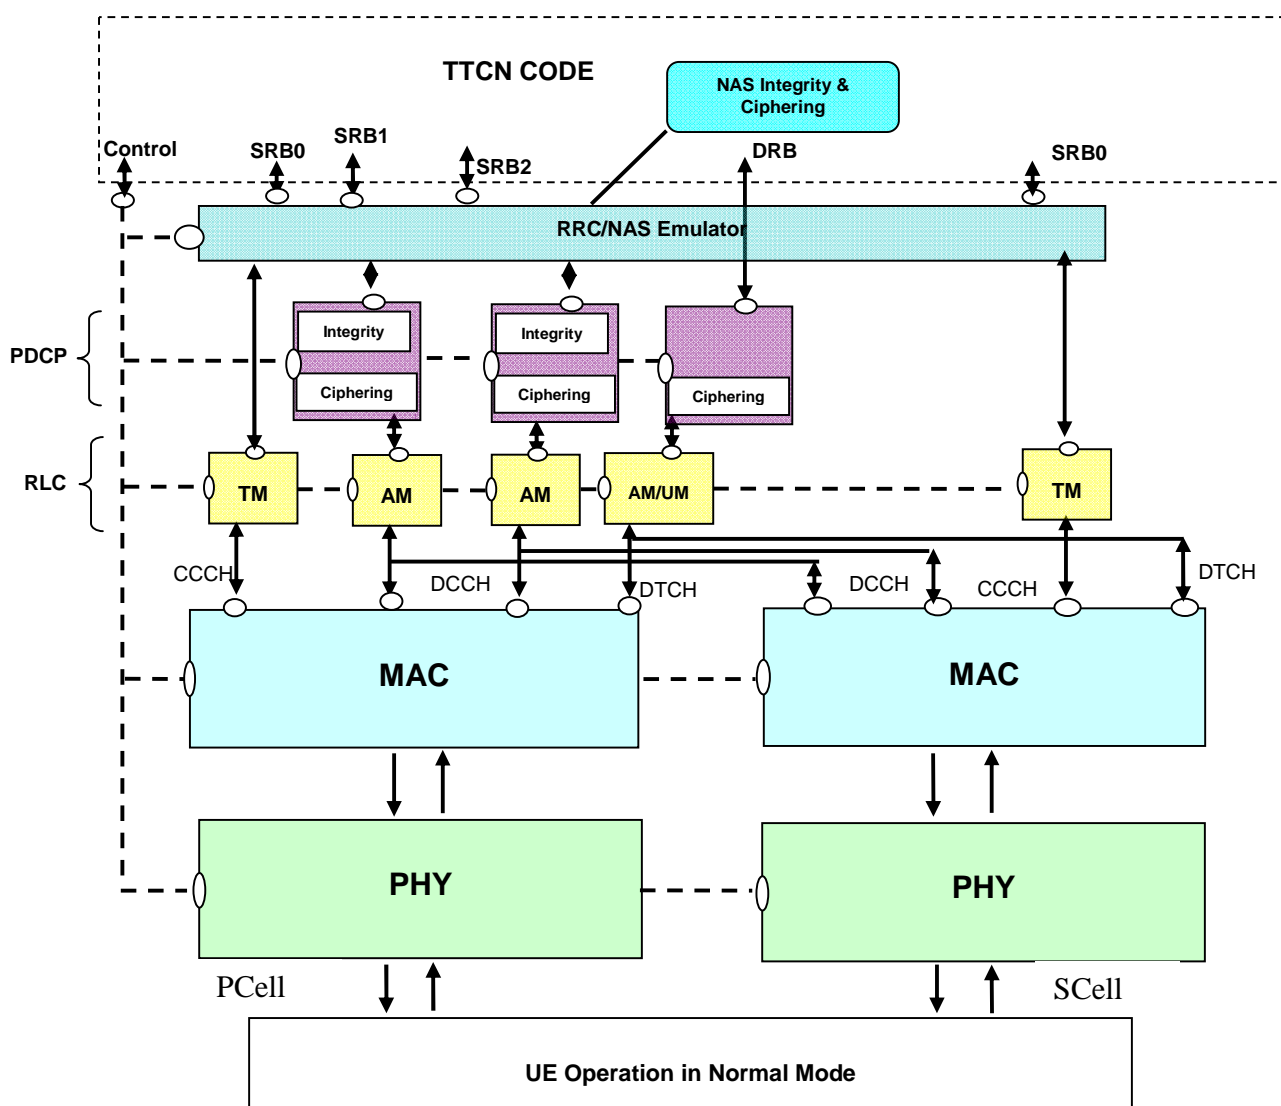 TTCN CODE
NAS Integrity &
Ciphering
Control
SRB0
SRB1
SRB2
DRB
SRB0
RRC/NAS Emulator
PDCP
Integrity
Ciphering
Integrity
Ciphering
Ciphering
RLC
TM
AM
AM
AM/UM
TM
CCCH
DCCH
DTCH
DCCH
CCCH
DTCH
MAC
MAC
PHY
PHY
PCell
SCell
UE Operation in Normal Mode